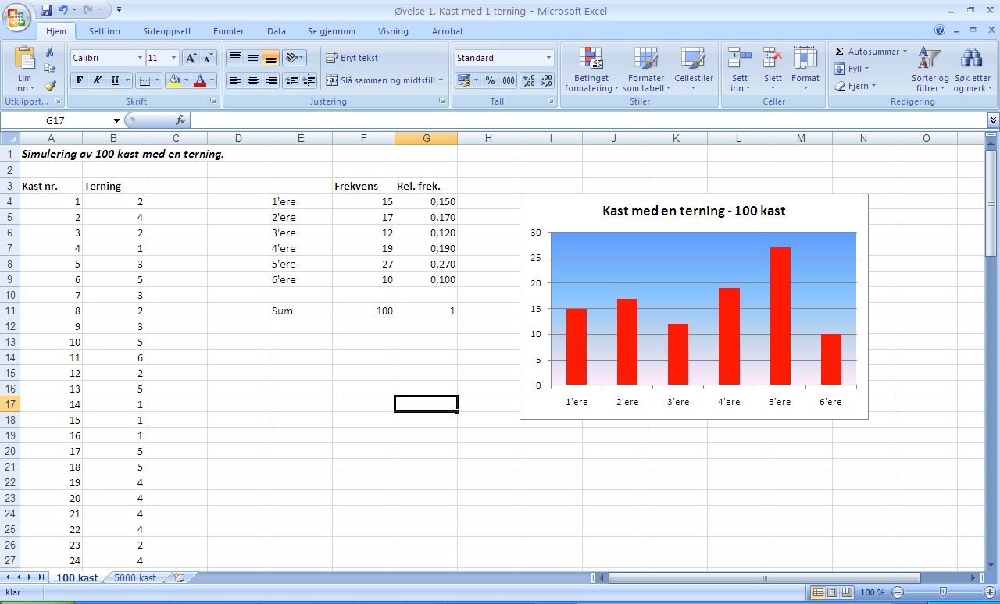 Øvelse 1. Kast med 1 terning - Microsoft Excel
Hjem Sett inn Sideoppsett Formler Data Se gjennom Visning Acrobat
Lim inn
Utklippst...
Calibri 11
F K U
Skrift
Bryt tekst
Slå sammen og midtstill
Justering
Standard
% 000
Tall
Betinget formatering
Formater som tabell
Cellestiler
Stiler
Sett inn
Slett
Format
Celler
Σ Autosummer
Fyll
Fjern
Sorter og filtrer
Søk etter og merk
Redigering
G17 fx
A B C D E F G H I J K L M N O
1 Simulering av 100 kast med en terning.
2
3 Kast nr. Terning Frekvens Rel. frek.
4 1 2 1'ere 15 0,150
5 2 4 2'ere 17 0,170
6 3 2 3'ere 12 0,120
7 4 1 4'ere 19 0,190
8 5 3 5'ere 27 0,270
9 6 5 6'ere 10 0,100
10 7 3
11 8 2 Sum 100 1
12 9 3
13 10 5
14 11 6
15 12 2
16 13 5
17 14 1
18 15 1
19 16 1
20 17 5
21 18 5
22 19 4
23 20 4
24 21 4
25 22 4
26 23 2
27 24 4
Kast med en terning - 100 kast
30
25
20
15
10
5
0
1'ere 2'ere 3'ere 4'ere 5'ere 6'ere
100 kast 5000 kast
Klar 100 %